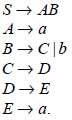 S → AB
A → a
B → C | b
C → D
D → E
E → a.